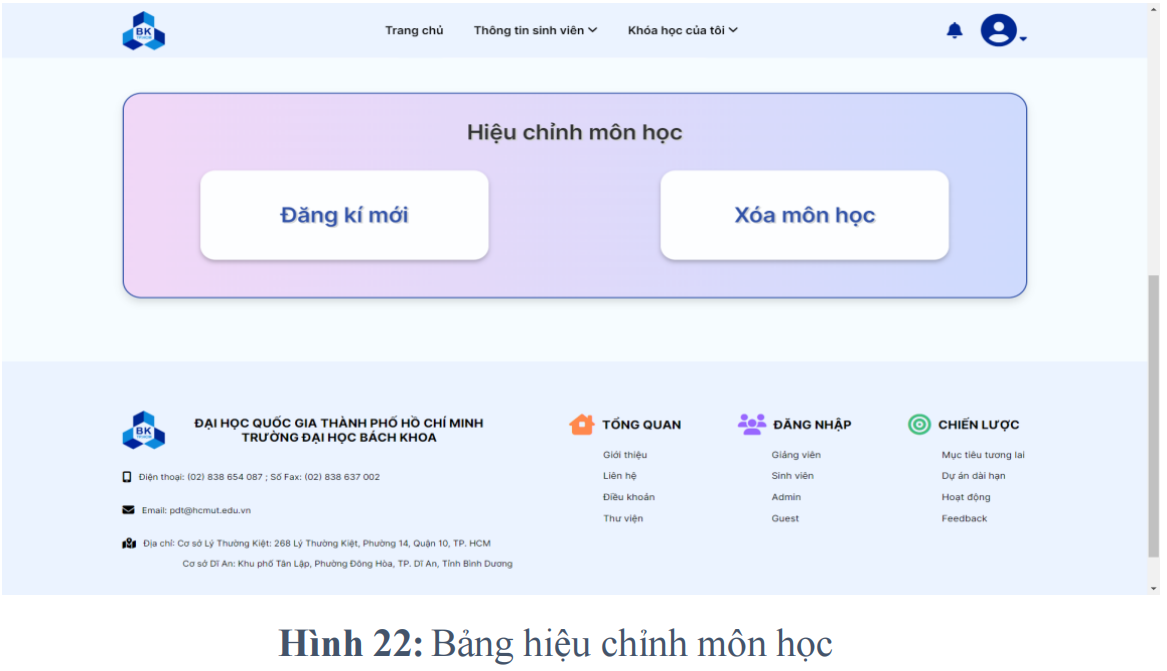 BK
Trang chủ Thông tin sinh viên Khóa học của tôi
Hiệu chỉnh môn học
Đăng kí mới Xóa môn học
BK
ĐẠI HỌC QUỐC GIA THÀNH PHỐ HỒ CHÍ MINH
TRƯỜNG ĐẠI HỌC BÁCH KHOA
Điện thoại: (02) 838 654 087 ; Số Fax: (02) 838 637 002
Email: pdt@hcmut.edu.vn
Địa chỉ: Cơ sở Lý Thường Kiệt: 268 Lý Thường Kiệt, Phường 14, Quận 10, TP. HCM
Cơ sở Dĩ An: Khu phố Tân Lập, Phường Đông Hòa, TP. Dĩ An, Tỉnh Bình Dương
TỔNG QUAN
Giới thiệu
Liên hệ
Điều khoản
Thư viện
ĐĂNG NHẬP
Giảng viên
Sinh viên
Admin
Guest
CHIẾN LƯỢC
Mục tiêu tương lai
Dự án dài hạn
Hoạt động
Feedback
Hình 22: Bảng hiệu chỉnh môn học